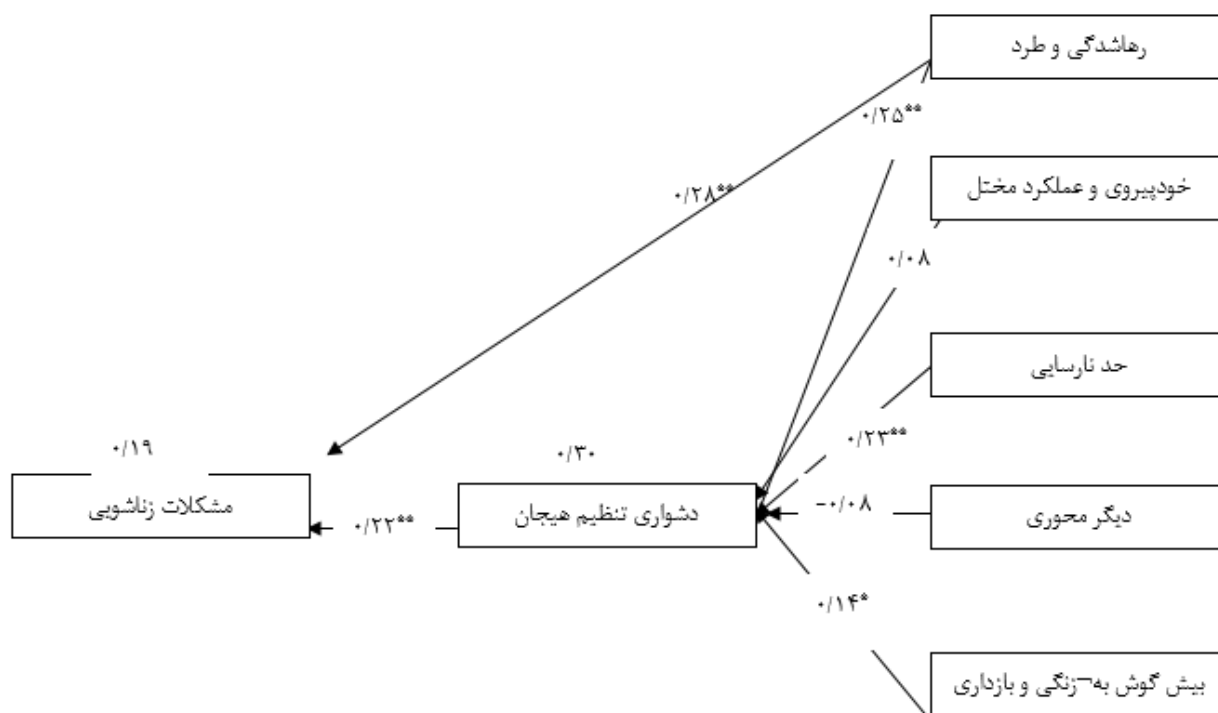 رهاشدگی و طرد
۰/۲۵**
خودپیروی و عملکرد مختل
۰/۲۸**
۰/۰۸
حد نارسایی
۰/۲۳**
۰/۱۹
۰/۳۰
مشکلات زناشویی
دشواری تنظیم هیجان
دیگر محوری
-۰/۰۸
۰/۲۲**
۰/۱۴*
بیش گوش به¬زنگی و بازداری